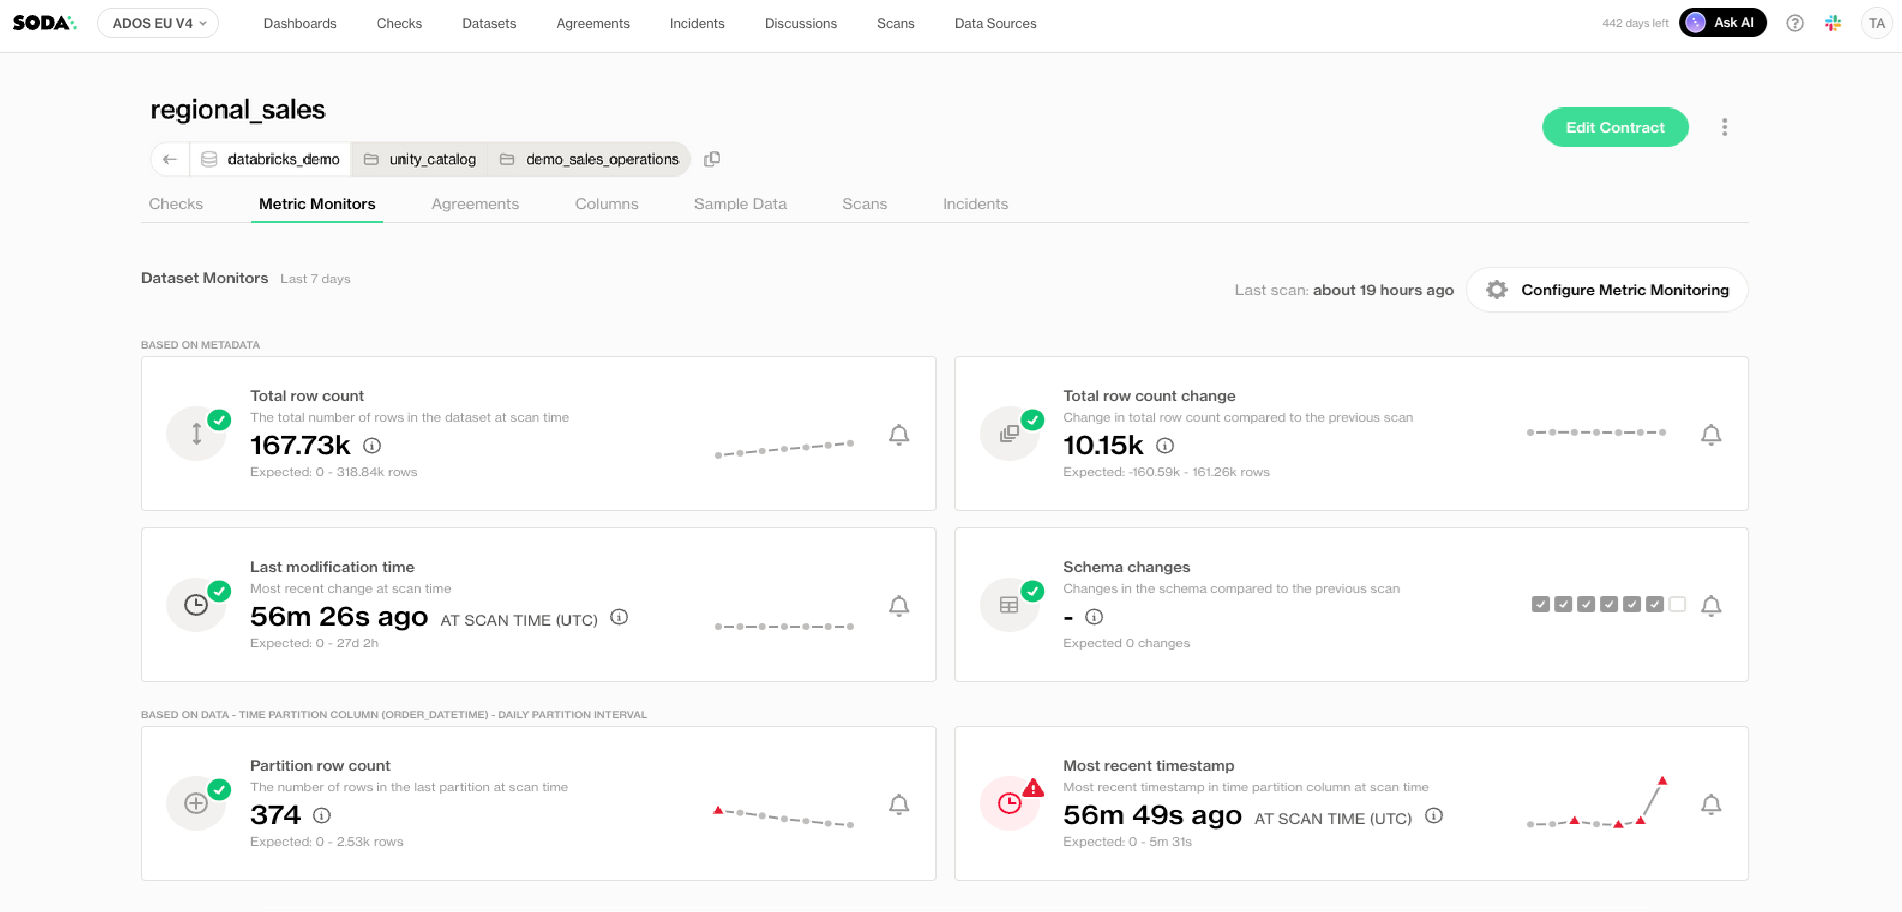 SODA
ADOS EU V4
Dashboards
Checks
Datasets
Agreements
Incidents
Discussions
Scans
Data Sources
442 days left
Ask AI
TA
regional_sales
Edit Contract
databricks_demo
unity_catalog
demo_sales_operations
Checks
Metric Monitors
Agreements
Columns
Sample Data
Scans
Incidents
Dataset Monitors Last 7 days
Last scan: about 19 hours ago
Configure Metric Monitoring
BASED ON METADATA
Total row count
The total number of rows in the dataset at scan time
167.73k
Expected: 0 - 318.84k rows
Total row count change
Change in total row count compared to the previous scan
10.15k
Expected: -160.59k - 161.26k rows
Last modification time
Most recent change at scan time
56m 26s ago AT SCAN TIME (UTC)
Expected: 0 - 27d 2h
Schema changes
Changes in the schema compared to the previous scan
-
Expected 0 changes
BASED ON DATA - TIME PARTITION COLUMN (ORDER_DATETIME) - DAILY PARTITION INTERVAL
Partition row count
The number of rows in the last partition at scan time
374
Expected: 0 - 2.53k rows
Most recent timestamp
Most recent timestamp in time partition column at scan time
56m 49s ago AT SCAN TIME (UTC)
Expected: 0 - 5m 31s